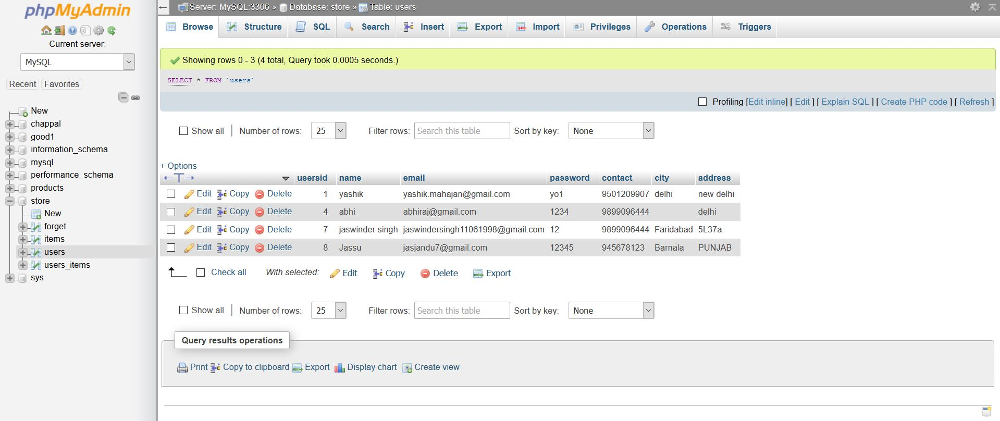 phpMyAdmin
Current server:
MySQL
Recent Favorites
New
chappal
good1
information_schema
mysql
performance_schema
products
store
New
forget
items
users
users_items
sys
Server: MySQL:3306 » Database: store » Table: users
Browse Structure SQL Search Insert Export Import Privileges Operations Triggers
Showing rows 0 - 3 (4 total, Query took 0.0005 seconds.)
SELECT * FROM `users`
Profiling [Edit inline] [ Edit ] [ Explain SQL ] [ Create PHP code ] [ Refresh ]
Show all | Number of rows: 25 Filter rows: Search this table Sort by key: None
+ Options
←T→ usersid name email password contact city address
Edit Copy Delete 1 yashik yashik.mahajan@gmail.com yo1 9501209907 delhi new delhi
Edit Copy Delete 4 abhi abhiraj@gmail.com 1234 9899096444 delhi
Edit Copy Delete 7 jaswinder singh jaswindersingh11061998@gmail.com 12 9899096444 Faridabad 5L37a
Edit Copy Delete 8 Jassu jasjandu7@gmail.com 12345 945678123 Barnala PUNJAB
Check all With selected: Edit Copy Delete Export
Show all | Number of rows: 25 Filter rows: Search this table Sort by key: None
Query results operations
Print Copy to clipboard Export Display chart Create view